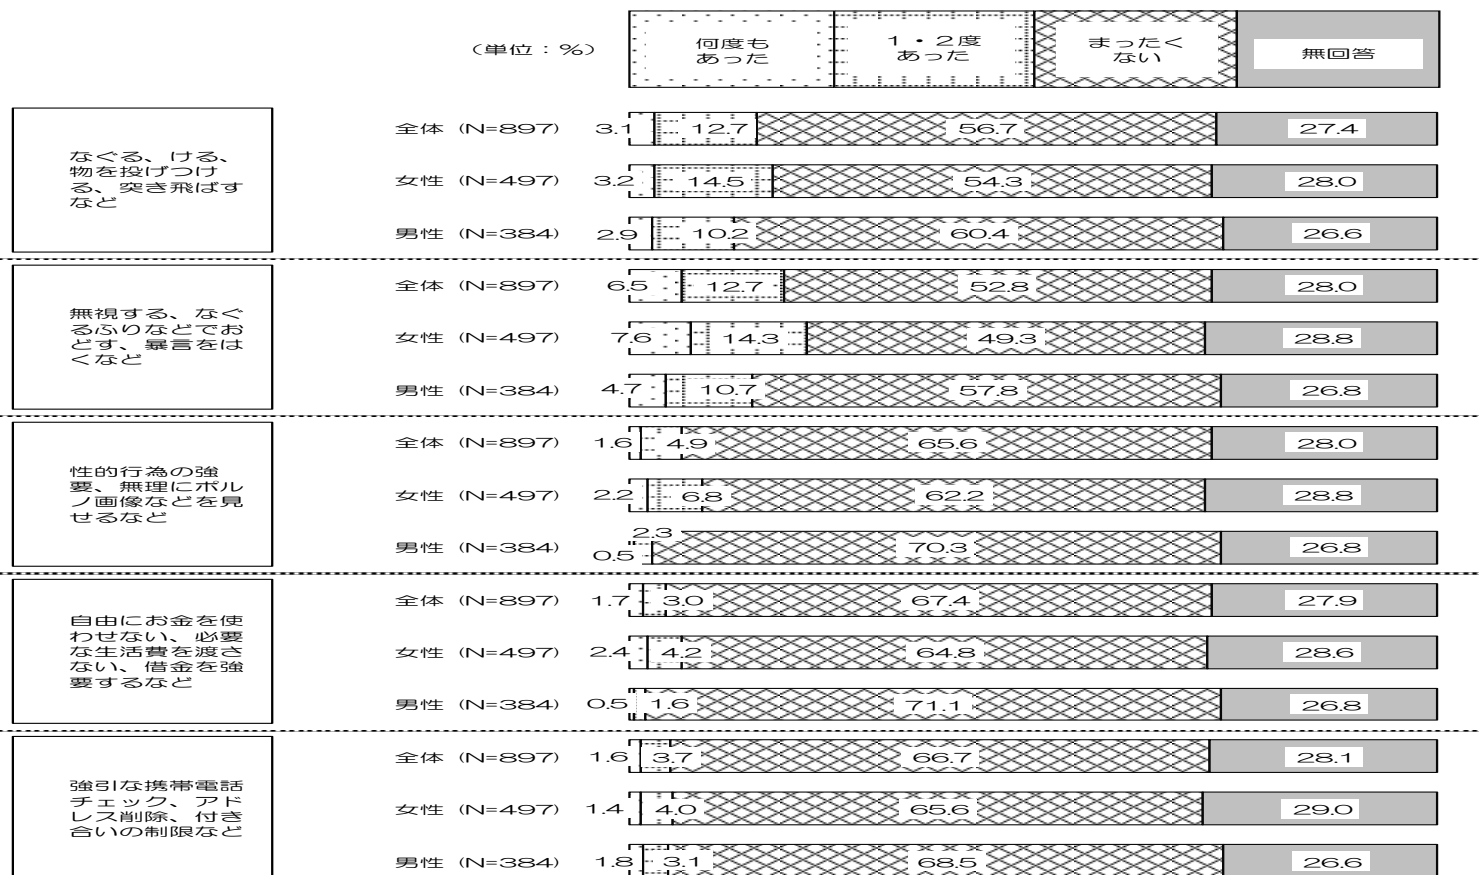 （単位：％）
何度も
あった
１・２度
あった
まったく
ない
無回答
なぐる、ける、
物を投げつけ
る、突き飛ばす
など
全体（N=897） 3.1 12.7 56.7 27.4
女性（N=497） 3.2 14.5 54.3 28.0
男性（N=384） 2.9 10.2 60.4 26.6
無視する、なぐ
るふりなどでお
どす、暴言をは
くなど
全体（N=897） 6.5 12.7 52.8 28.0
女性（N=497） 7.6 14.3 49.3 28.8
男性（N=384） 4.7 10.7 57.8 26.8
性的行為の強
要、無理にポル
ノ画像などを見
せるなど
全体（N=897） 1.6 4.9 65.6 28.0
女性（N=497） 2.2 6.8 62.2 28.8
男性（N=384） 0.5 2.3 70.3 26.8
自由にお金を使
わせない、必要
な生活費を渡さ
ない、借金を強
要するなど
全体（N=897） 1.7 3.0 67.4 27.9
女性（N=497） 2.4 4.2 64.8 28.6
男性（N=384） 0.5 1.6 71.1 26.8
強引な携帯電話
チェック、アド
レス削除、付き
合いの制限など
全体（N=897） 1.6 3.7 66.7 28.1
女性（N=497） 1.4 4.0 65.6 29.0
男性（N=384） 1.8 3.1 68.5 26.6